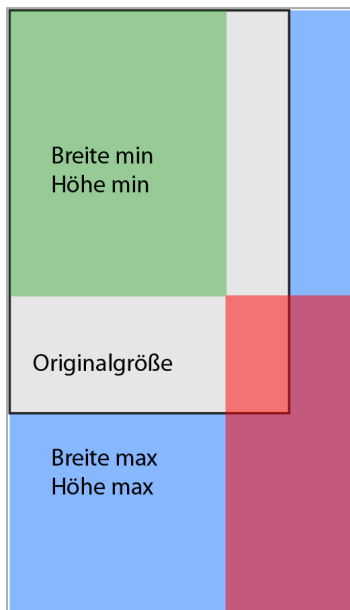 Breite min
Höhe min
Originalgröße
Breite max
Höhe max